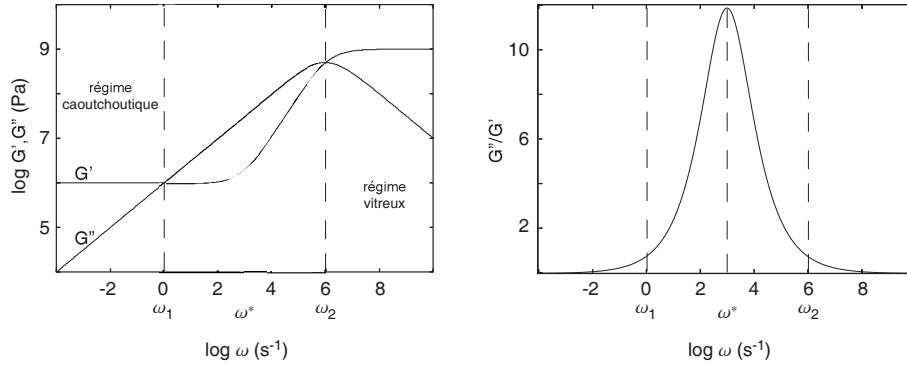 log G',G'' (Pa)
9
7
5
régime
caoutchoutique
G'
G''
régime
vitreux
-2 0 2 4 6 8
ω1 ω* ω2
log ω (s-1)
G''/G'
10
6
2
-2 0 2 4 6 8
ω1 ω* ω2
log ω (s-1)